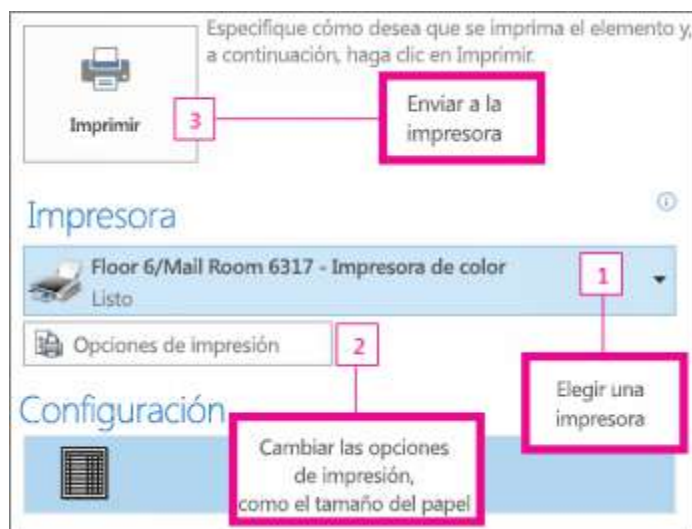 Especifique cómo desea que se imprima el elemento y,
a continuación, haga clic en Imprimir.
Imprimir
3
Enviar a la
impresora
Impresora
Floor 6/Mail Room 6317 - Impresora de color
Listo
1
Opciones de impresión
2
Elegir una
impresora
Configuración
Cambiar las opciones
de impresión,
como el tamaño del papel